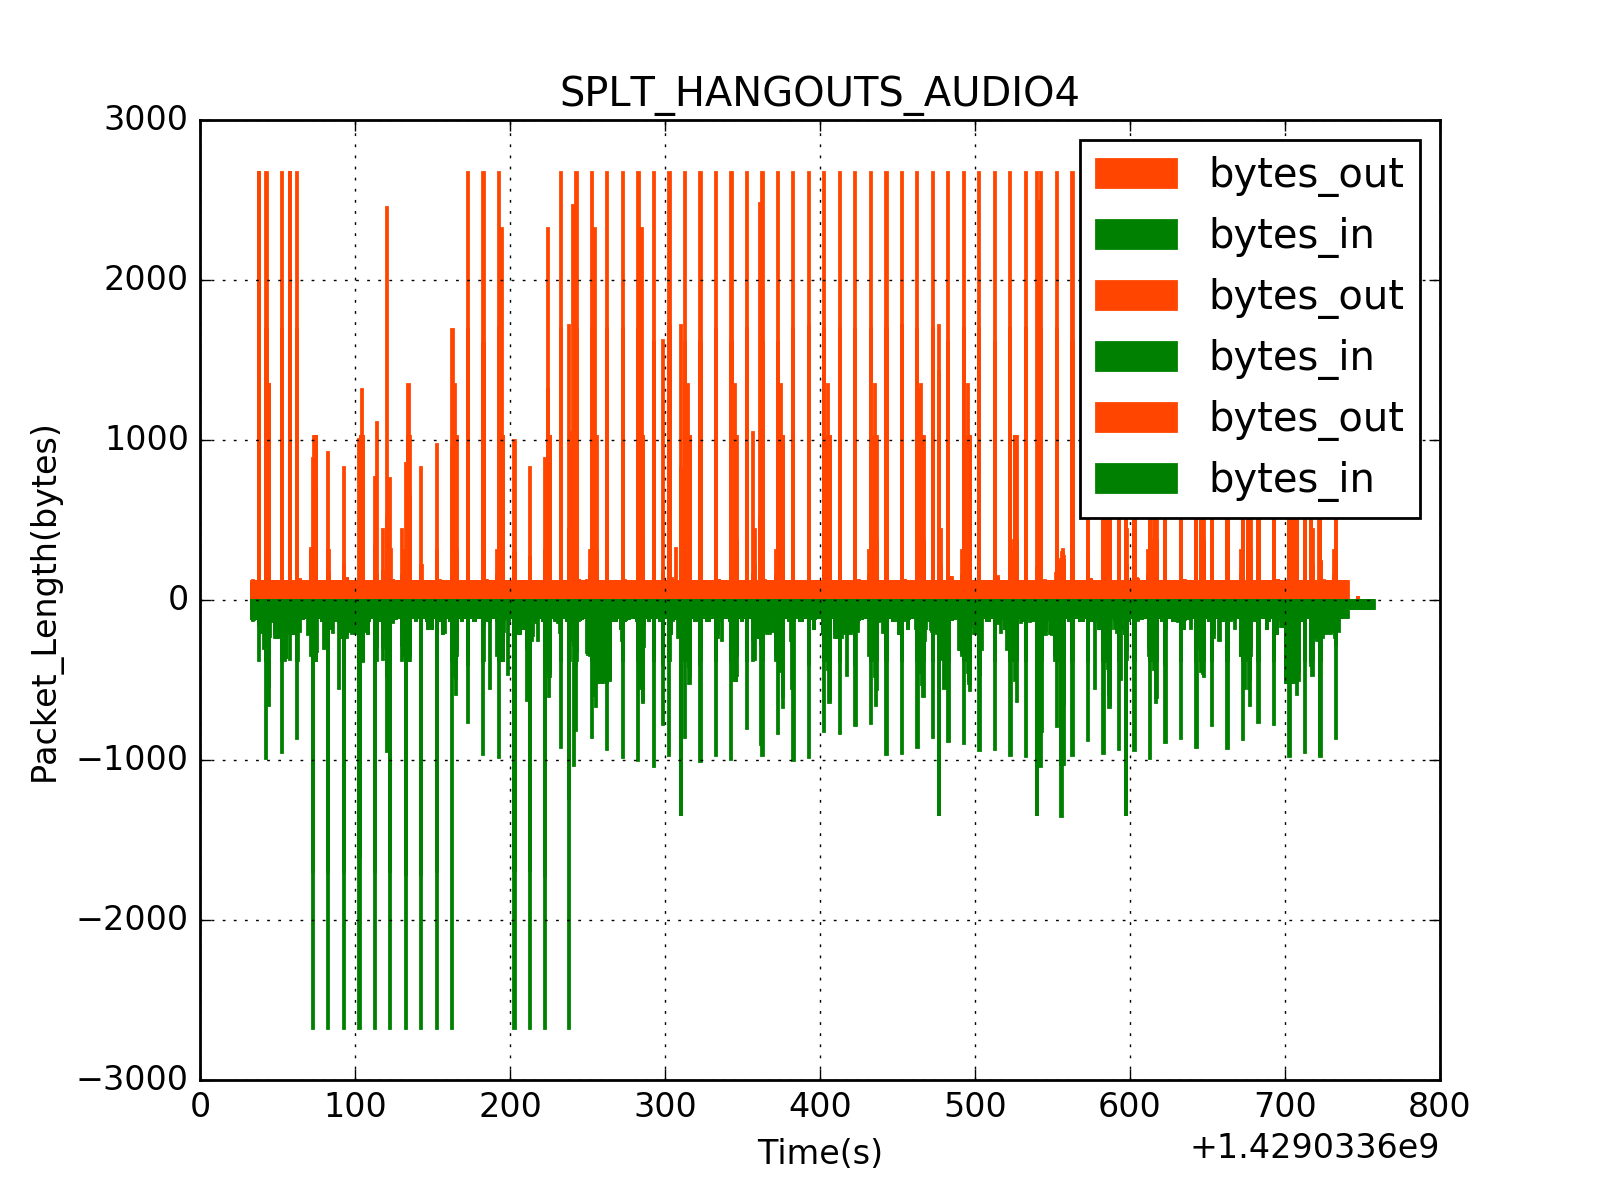 SPLT_HANGOUTS_AUDIO4
3000
2000
1000
0
−1000
−2000
−3000
Packet_Length(bytes)
bytes_out
bytes_in
bytes_out
bytes_in
bytes_out
bytes_in
0 100 200 300 400 500 600 700 800
Time(s)
+1.4290336e9